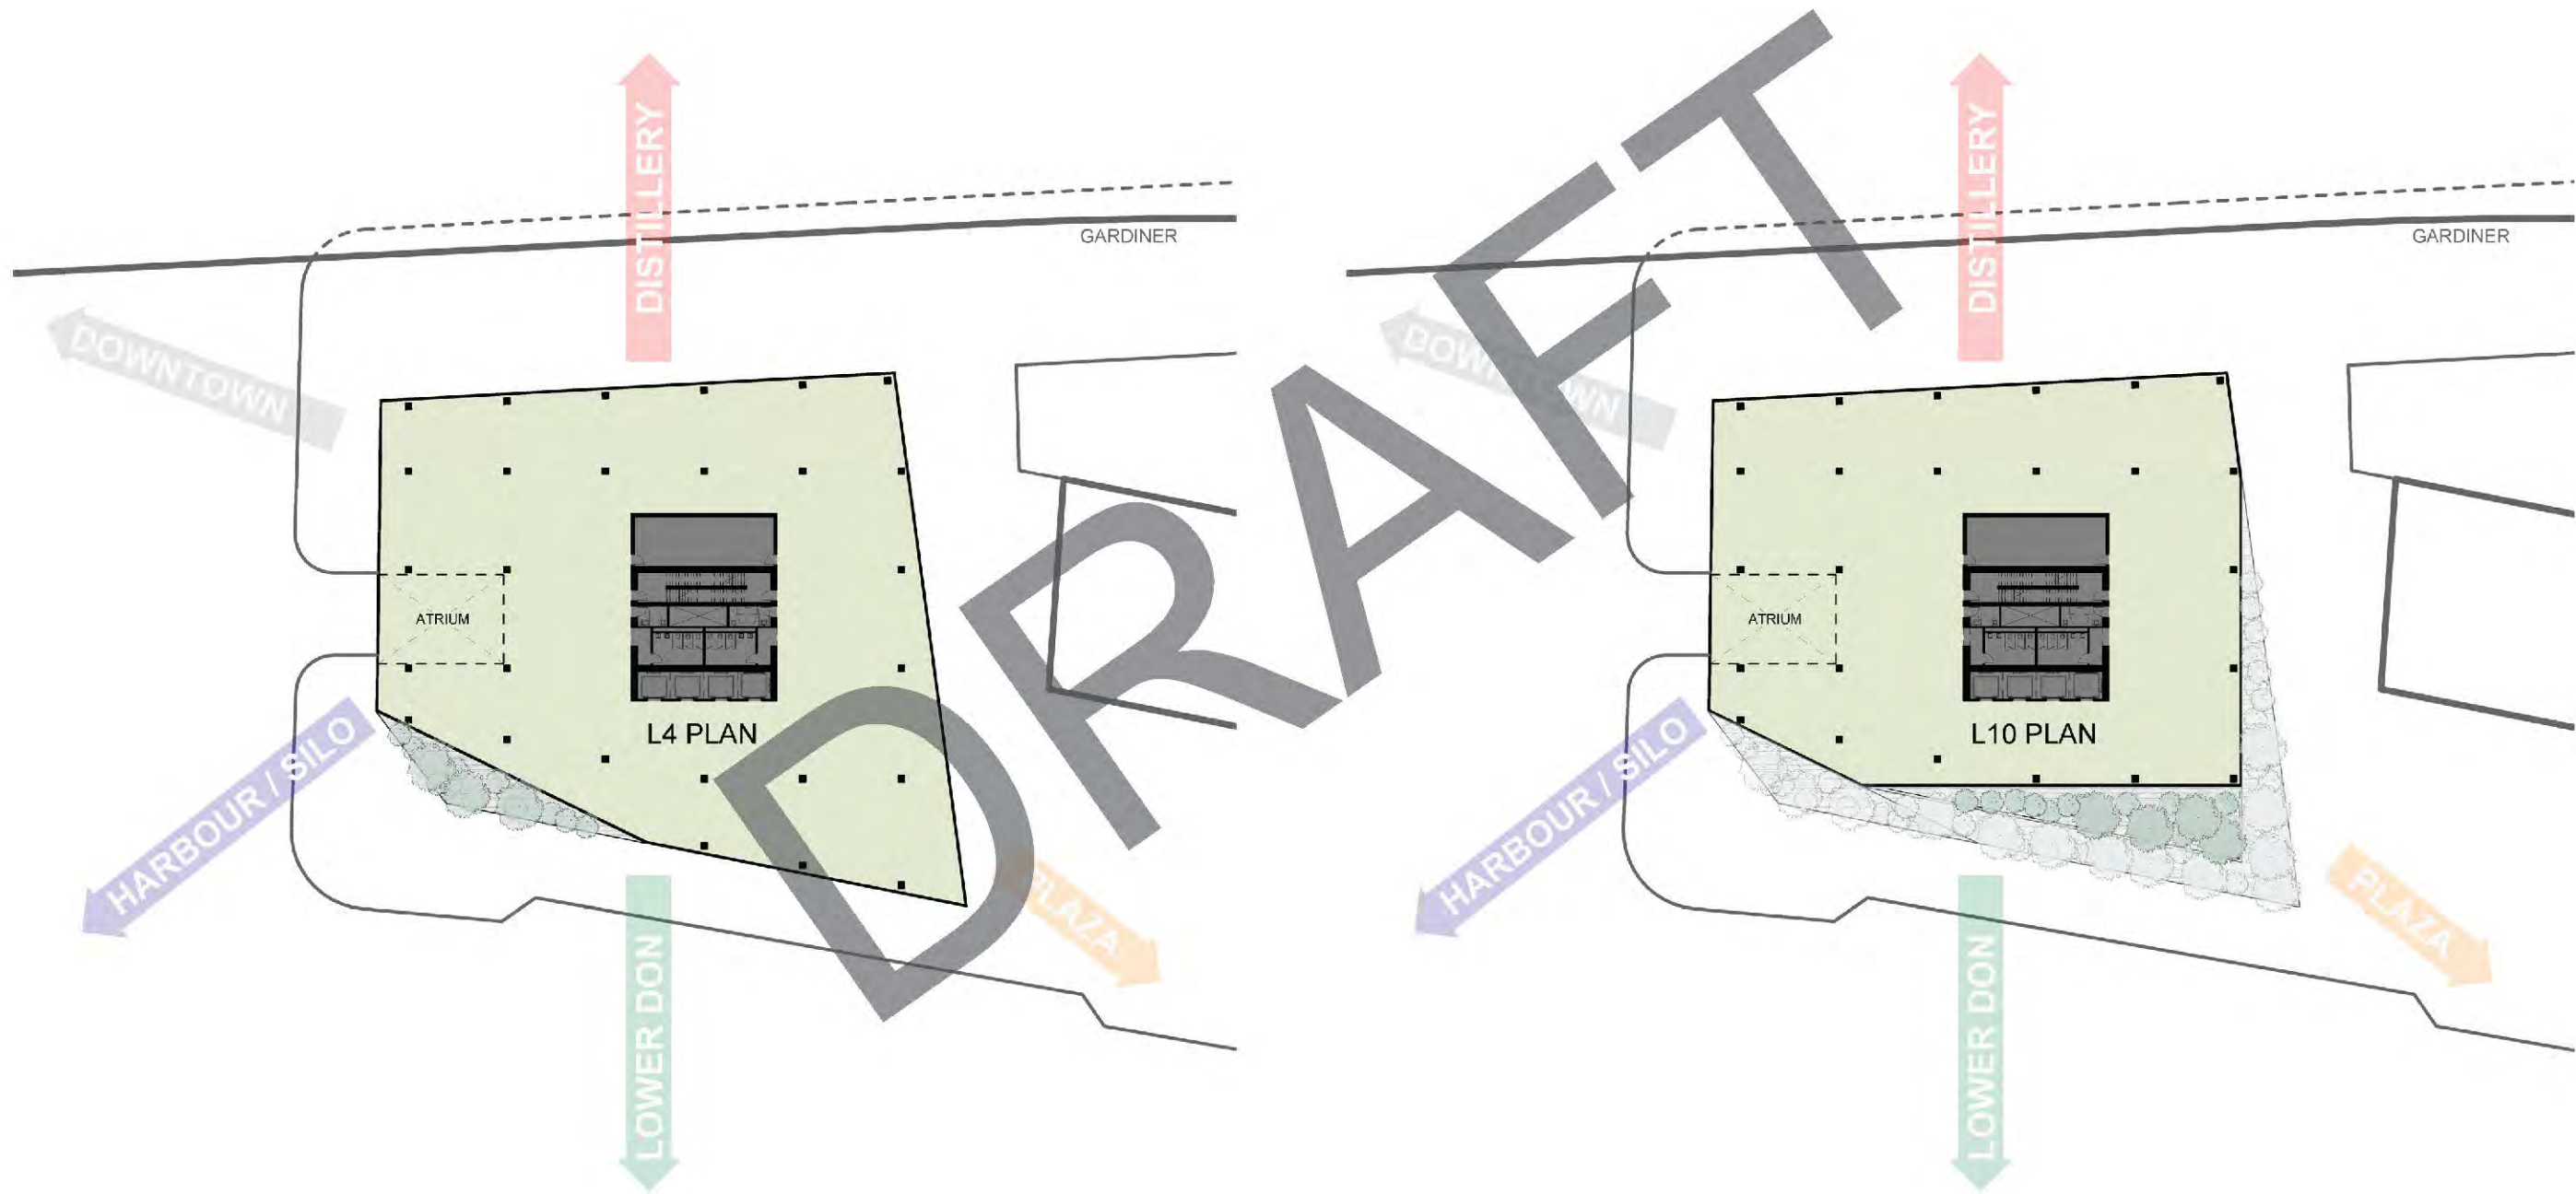 DISTILLERY
GARDINER
DOWNTOWN
ATRIUM
L4 PLAN
HARBOUR / SILO
PLAZA
LOWER DON
DISTILLERY
GARDINER
DOWNTOWN
ATRIUM
L10 PLAN
HARBOUR / SILO
PLAZA
LOWER DON
DRAFT